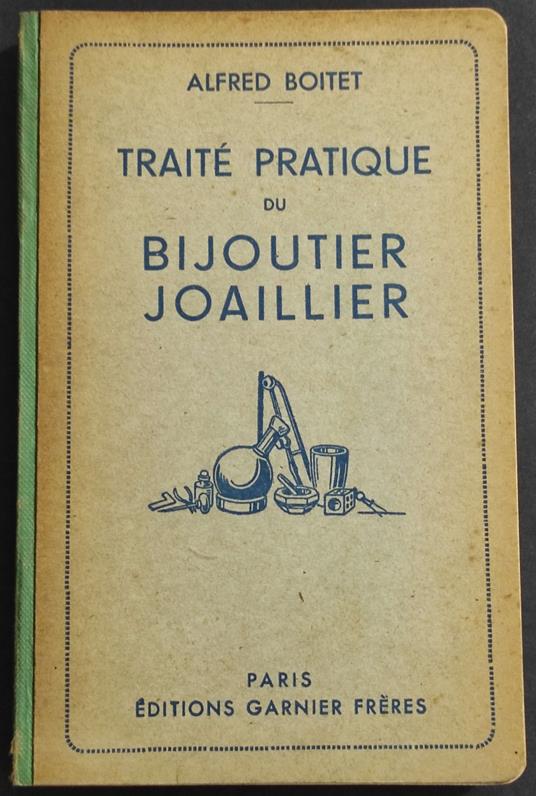 ALFRED BOITET
TRAITÉ PRATIQUE
DU
BIJOUTIER
JOAILLIER
PARIS
ÉDITIONS GARNIER FRÈRES